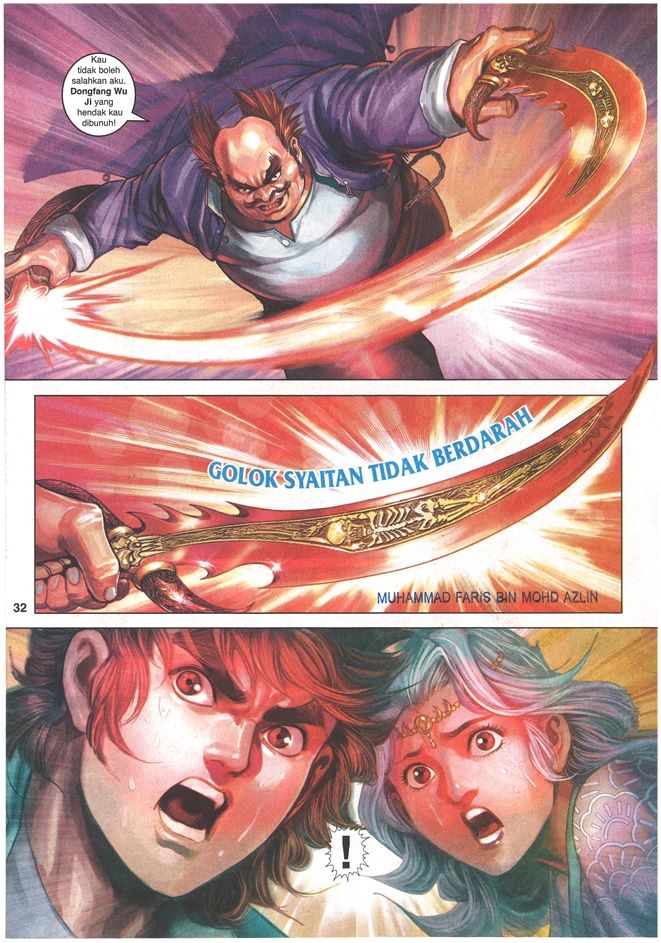 Kau
tidak boleh
salahkan aku.
Dongfang Wu
Ji yang
hendak kau
dibunuh!
GOLOK SYAITAN TIDAK BERDARAH
MUHAMMAD FARIS BIN MOHD AZLIN
32
!